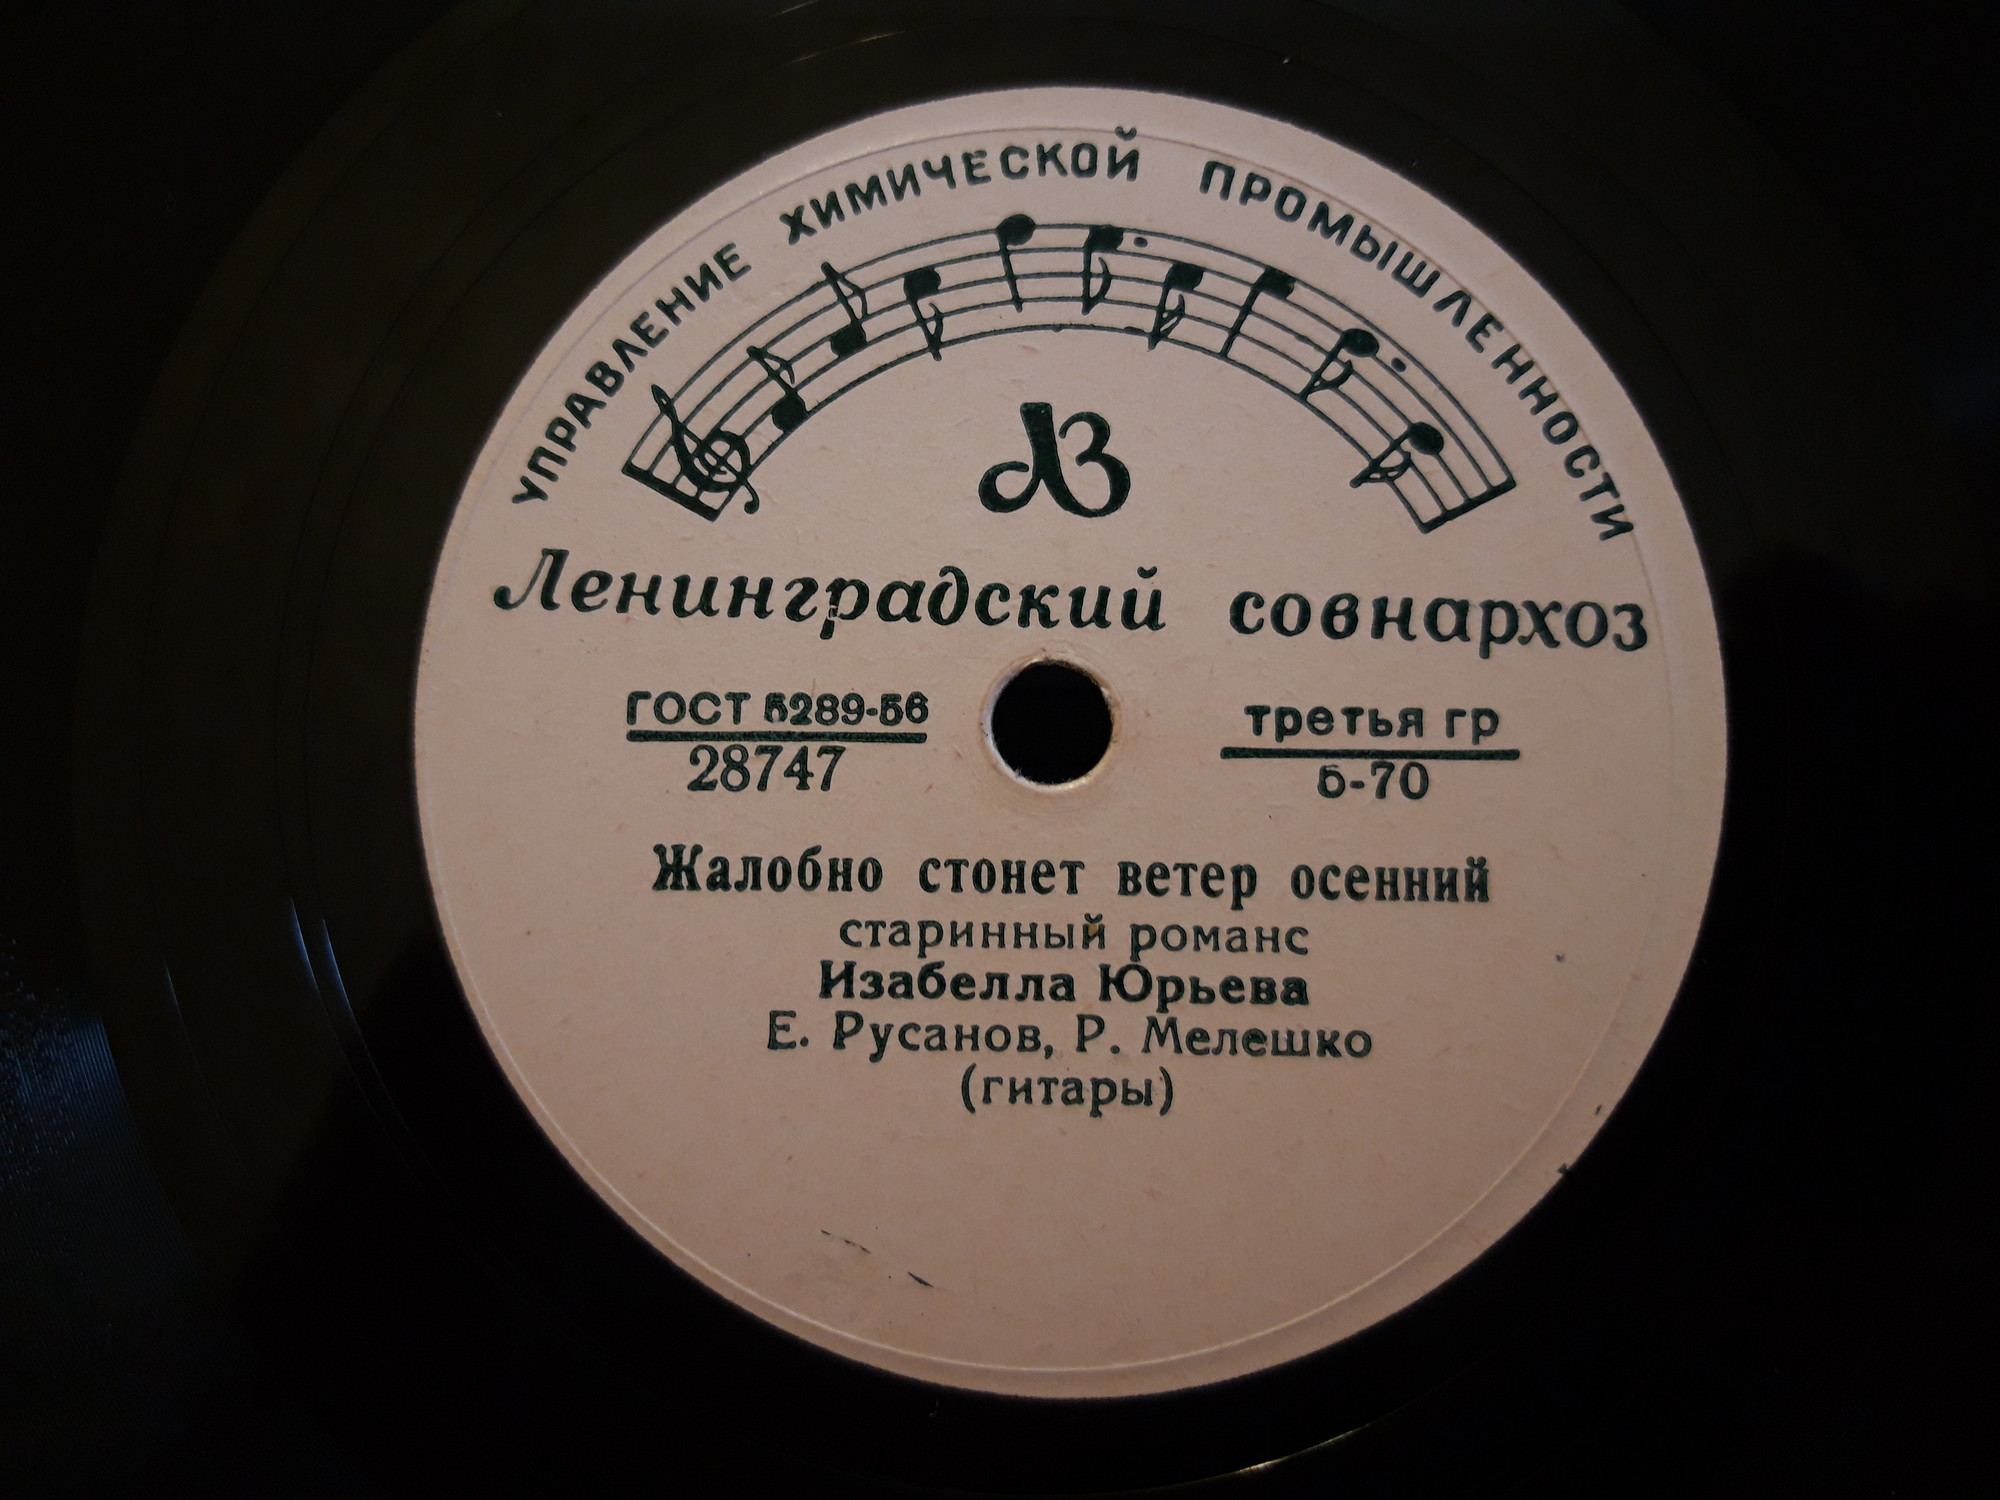 УПРАВЛЕНИЕ ХИМИЧЕСКОЙ ПРОМЫШЛЕННОСТИ
ЛЗ
Ленинградский совнархоз
ГОСТ 5289-56
28747
третья гр
6-70
Жалобно стонет ветер осенний
старинный романс
Изабелла Юрьева
Е. Русанов, Р. Мелешко
(гитары)